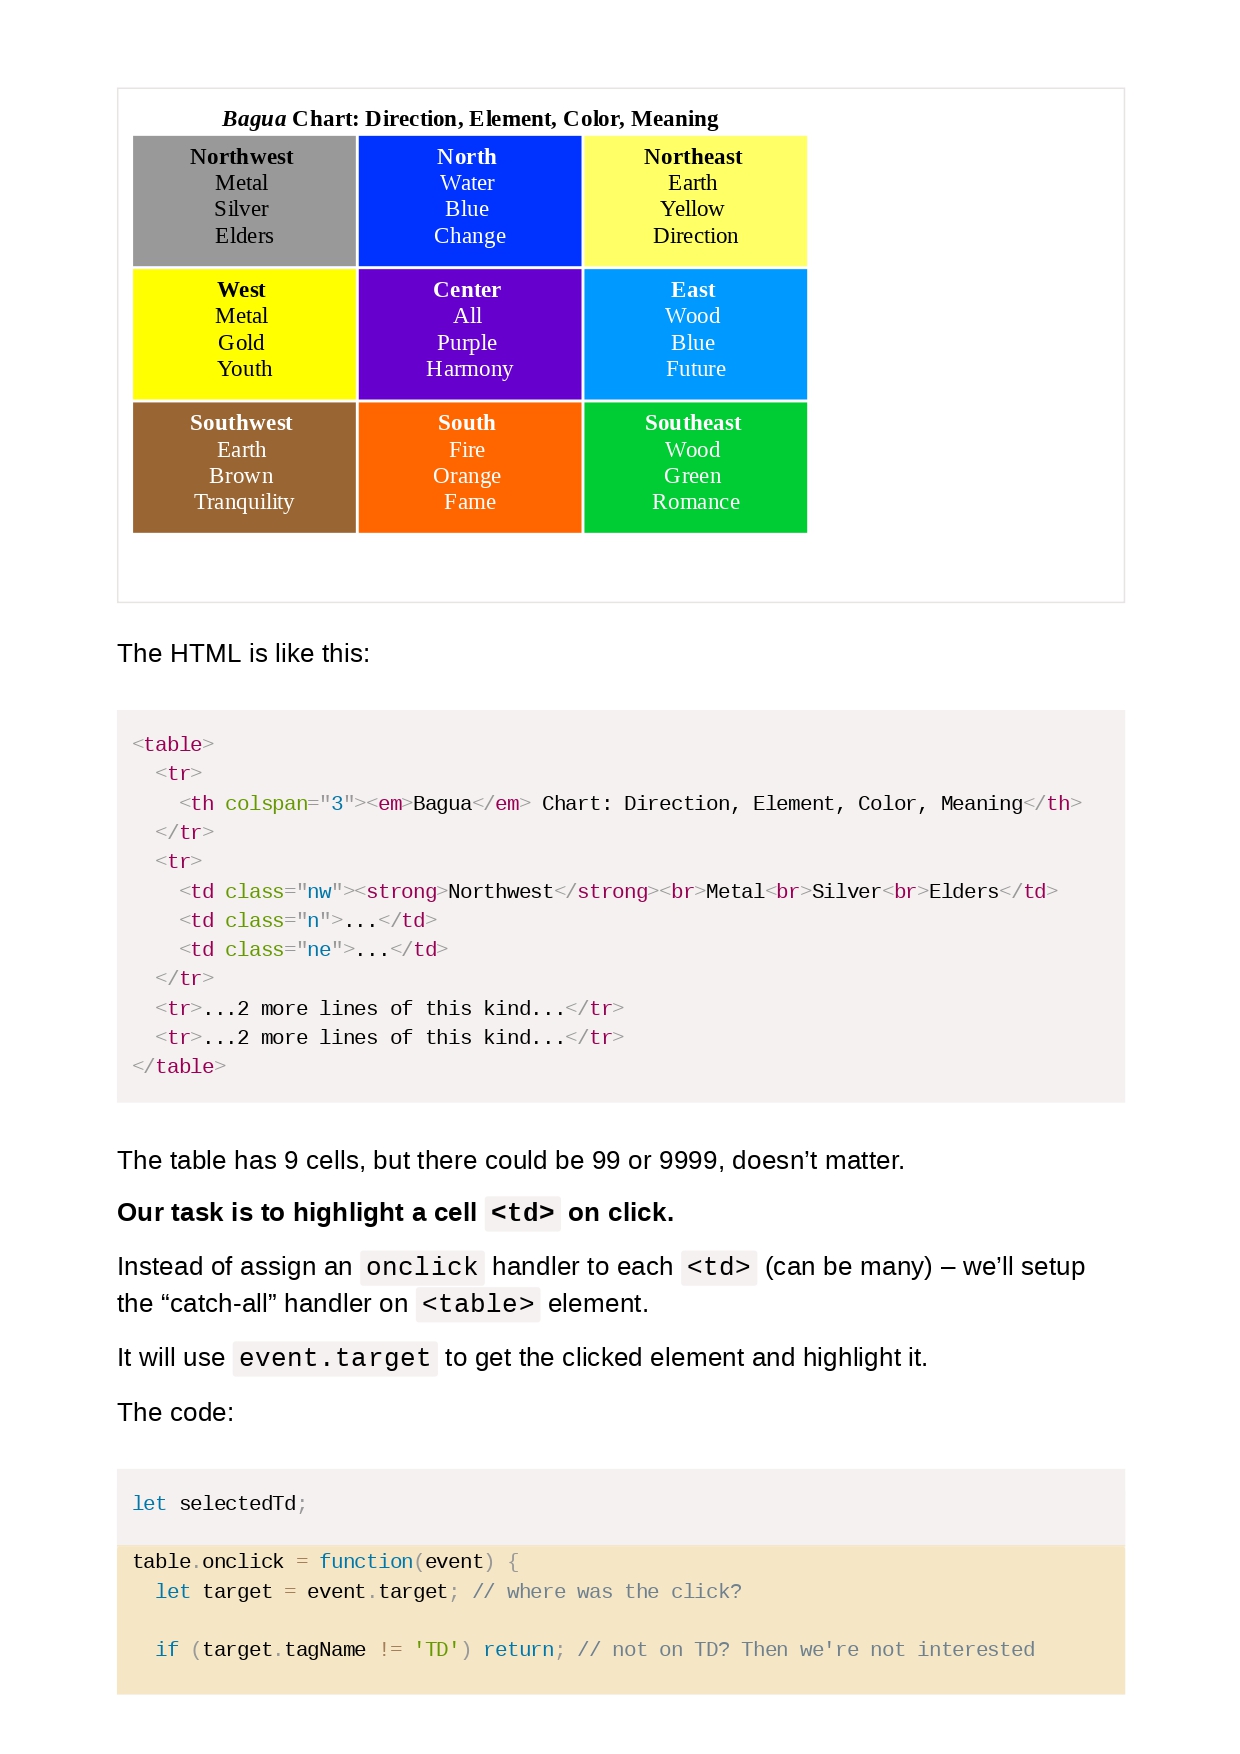 Bagua Chart: Direction, Element, Color, Meaning
Northwest
Metal
Silver
Elders
North
Water
Blue
Change
Northeast
Earth
Yellow
Direction
West
Metal
Gold
Youth
Center
All
Purple
Harmony
East
Wood
Blue
Future
Southwest
Earth
Brown
Tranquility
South
Fire
Orange
Fame
Southeast
Wood
Green
Romance
The HTML is like this:
<table>
  <tr>
    <th colspan="3"><em>Bagua</em> Chart: Direction, Element, Color, Meaning</th>
  </tr>
  <tr>
    <td class="nw"><strong>Northwest</strong><br>Metal<br>Silver<br>Elders</td>
    <td class="n">...</td>
    <td class="ne">...</td>
  </tr>
  <tr>...2 more lines of this kind...</tr>
  <tr>...2 more lines of this kind...</tr>
</table>
The table has 9 cells, but there could be 99 or 9999, doesn’t matter.
Our task is to highlight a cell <td> on click.
Instead of assign an onclick handler to each <td> (can be many) – we’ll setup
the “catch-all” handler on <table> element.
It will use event.target to get the clicked element and highlight it.
The code:
let selectedTd;
table.onclick = function(event) {
  let target = event.target; // where was the click?
  if (target.tagName != 'TD') return; // not on TD? Then we're not interested